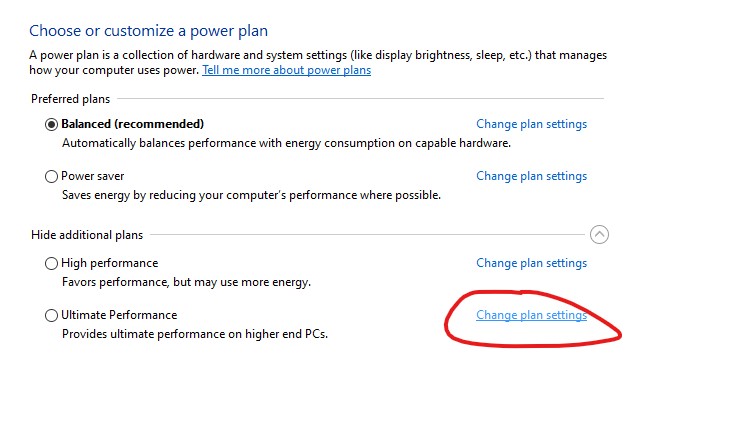 Choose or customize a power plan
A power plan is a collection of hardware and system settings (like display brightness, sleep, etc.) that manages
how your computer uses power. Tell me more about power plans
Preferred plans
Balanced (recommended) Change plan settings
Automatically balances performance with energy consumption on capable hardware.
Power saver Change plan settings
Saves energy by reducing your computer's performance where possible.
Hide additional plans
High performance Change plan settings
Favors performance, but may use more energy.
Ultimate Performance Change plan settings
Provides ultimate performance on higher end PCs.